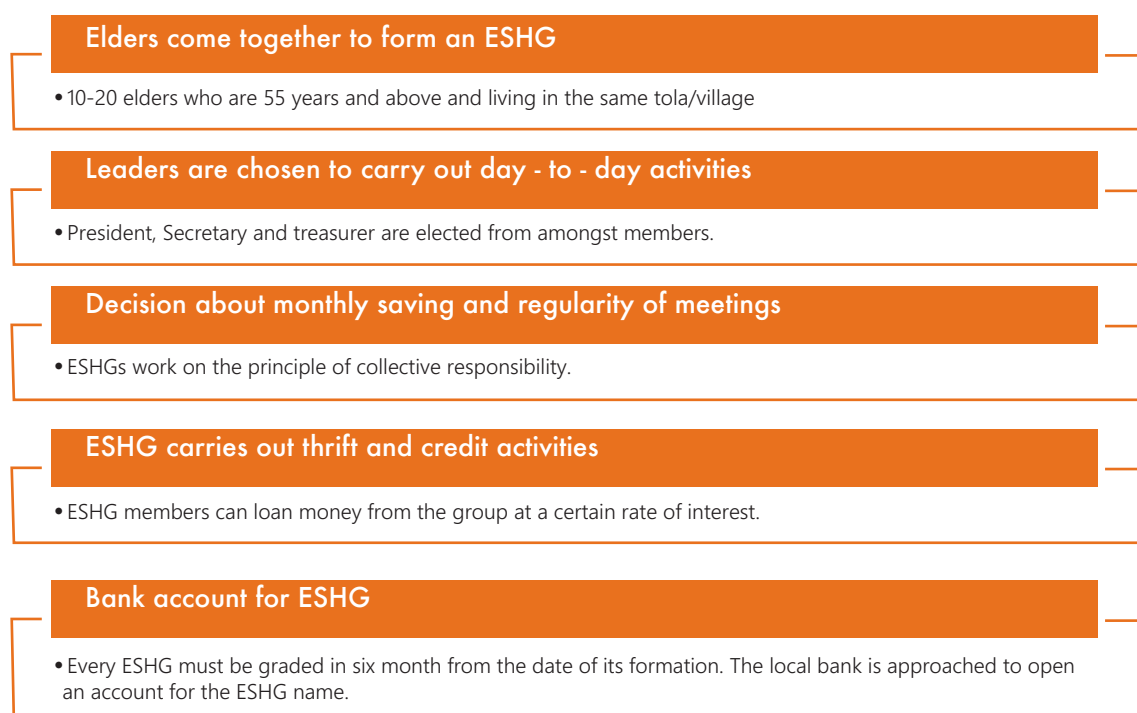 Elders come together to form an ESHG
•10-20 elders who are 55 years and above and living in the same tola/village
Leaders are chosen to carry out day - to - day activities
•President, Secretary and treasurer are elected from amongst members.
Decision about monthly saving and regularity of meetings
•ESHGs work on the principle of collective responsibility.
ESHG carries out thrift and credit activities
•ESHG members can loan money from the group at a certain rate of interest.
Bank account for ESHG
•Every ESHG must be graded in six month from the date of its formation. The local bank is approached to open
an account for the ESHG name.